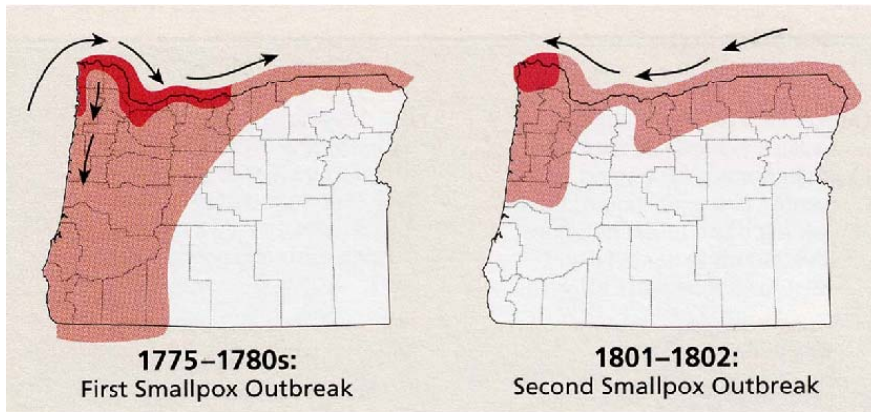 1775–1780s:
First Smallpox Outbreak
1801–1802:
Second Smallpox Outbreak